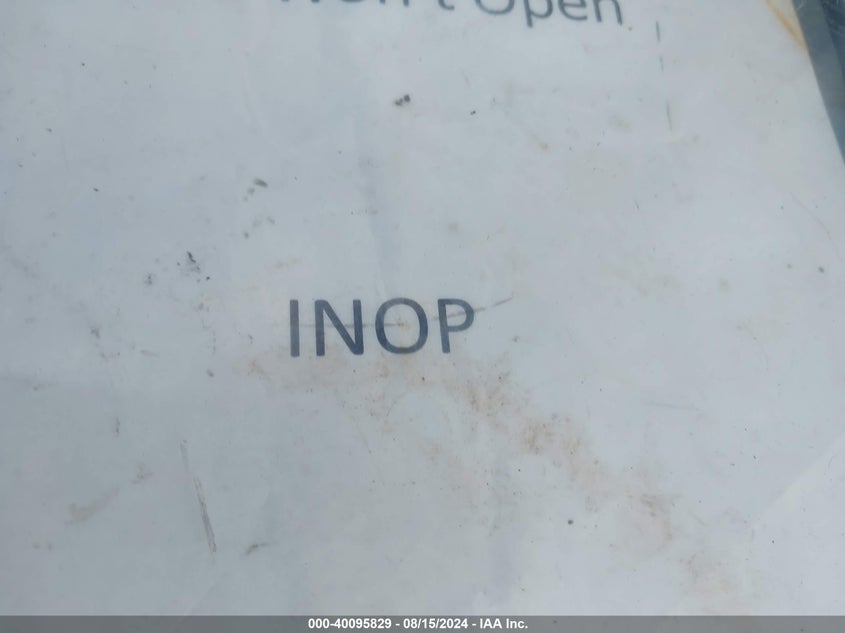 Won't Open
INOP
000-40095829 - 08/15/2024 - IAA Inc.